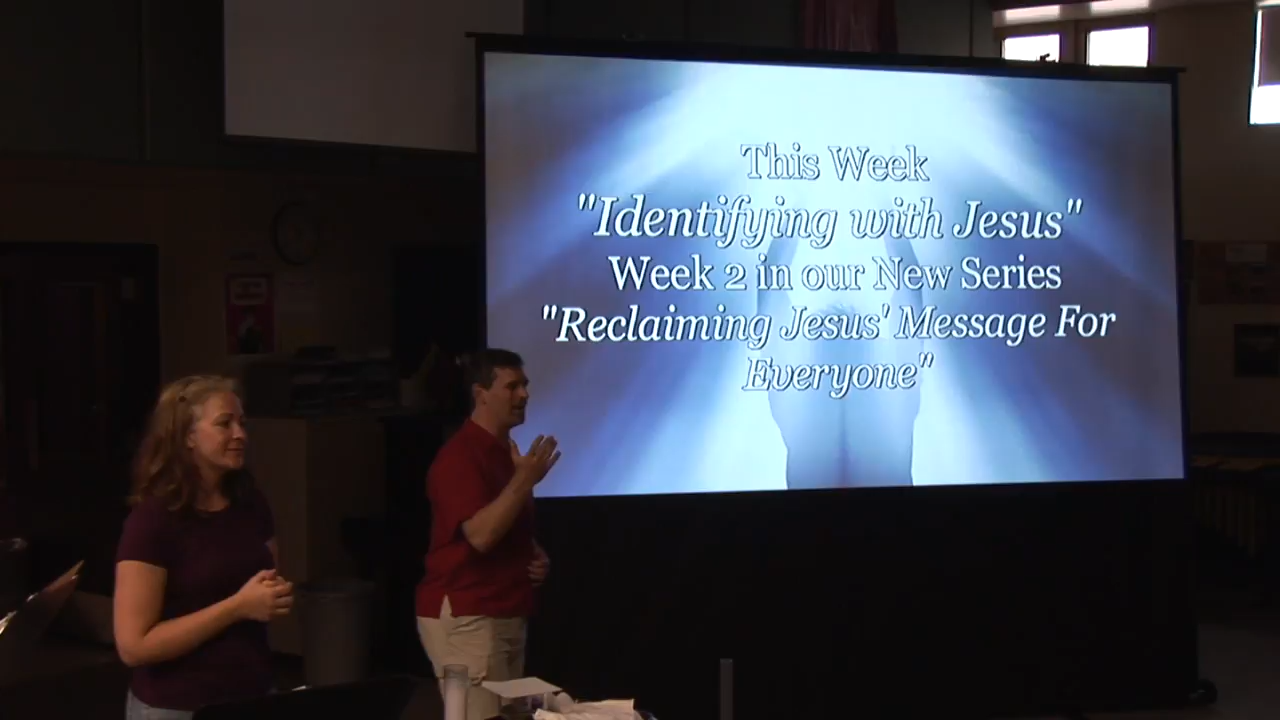 This Week
"Identifying with Jesus"
Week 2 in our New Series
"Reclaiming Jesus' Message For
Everyone"